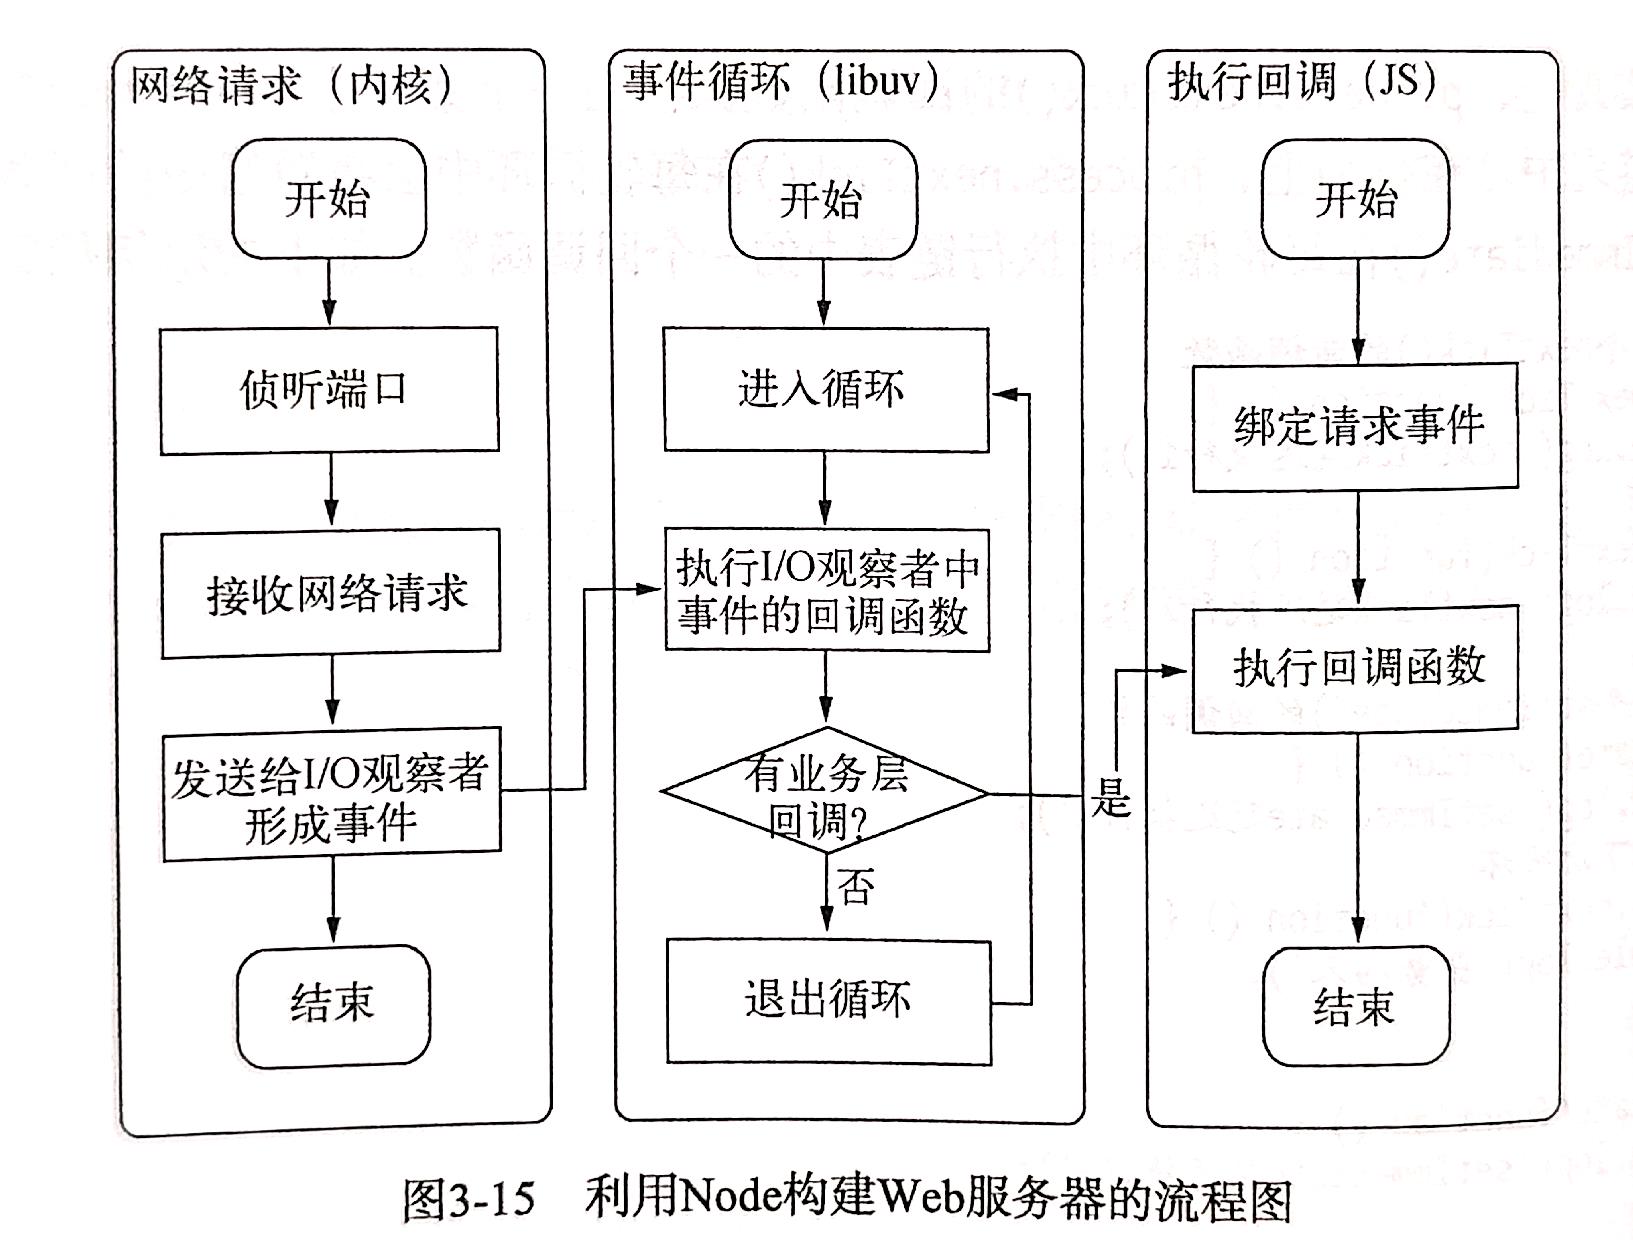 网络请求（内核）
开始
侦听端口
接收网络请求
发送给I/O观察者
形成事件
结束
事件循环（libuv）
开始
进入循环
执行I/O观察者中
事件的回调函数
有业务层
回调？
是
否
退出循环
执行回调（JS）
开始
绑定请求事件
执行回调函数
结束
图3-15 利用Node构建Web服务器的流程图